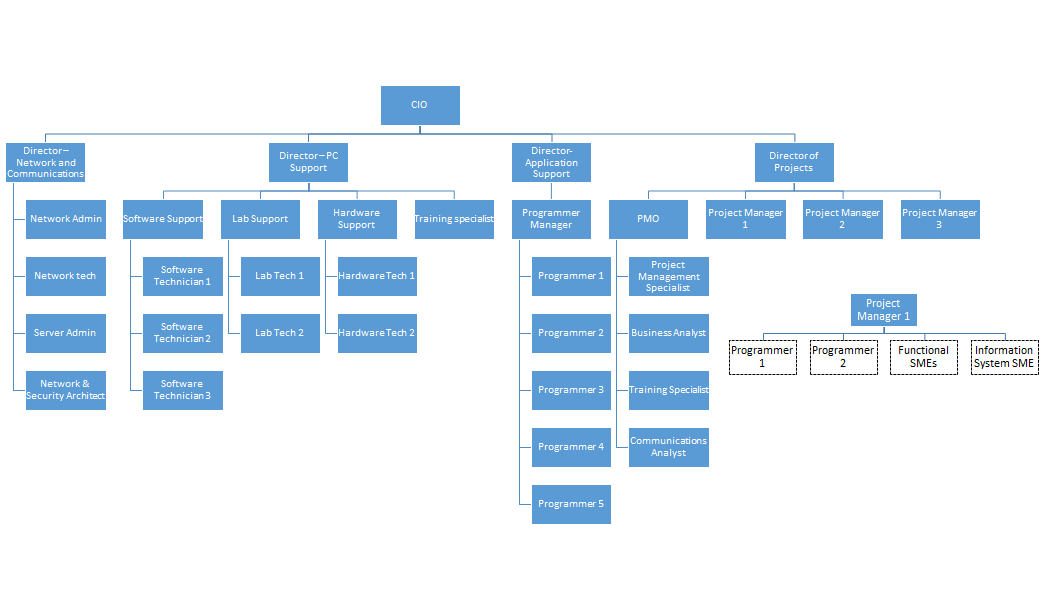 CIO
Director –
Network and
Communications
Director – PC
Support
Director-
Application
Support
Director of
Projects
Network Admin
Software Support
Lab Support
Hardware
Support
Training specialist
Programmer
Manager
PMO
Project Manager
1
Project Manager
2
Project Manager
3
Network tech
Software
Technician 1
Lab Tech 1
Hardware Tech 1
Programmer 1
Project
Management
Specialist
Server Admin
Software
Technician 2
Lab Tech 2
Hardware Tech 2
Programmer 2
Business Analyst
Network &
Security Architect
Software
Technician 3
Programmer 3
Training Specialist
Programmer 4
Communications
Analyst
Programmer 5
Project
Manager 1
Programmer
1
Programmer
2
Functional
SMEs
Information
System SME